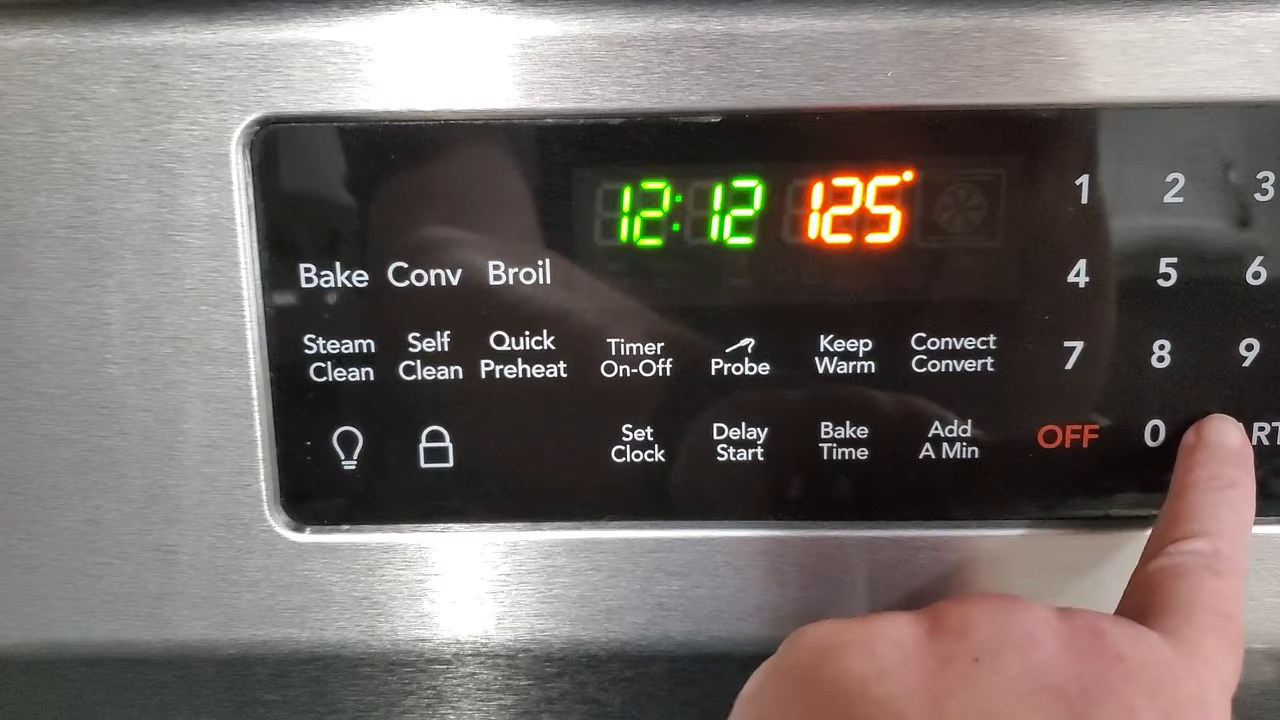 12:12 125°
1 2 3
Bake Conv Broil
4 5 6
Steam Clean
Self Clean
Quick Preheat
Timer On-Off
Probe
Keep Warm
Convect Convert
7 8 9
Set Clock
Delay Start
Bake Time
Add A Min
OFF 0 ART